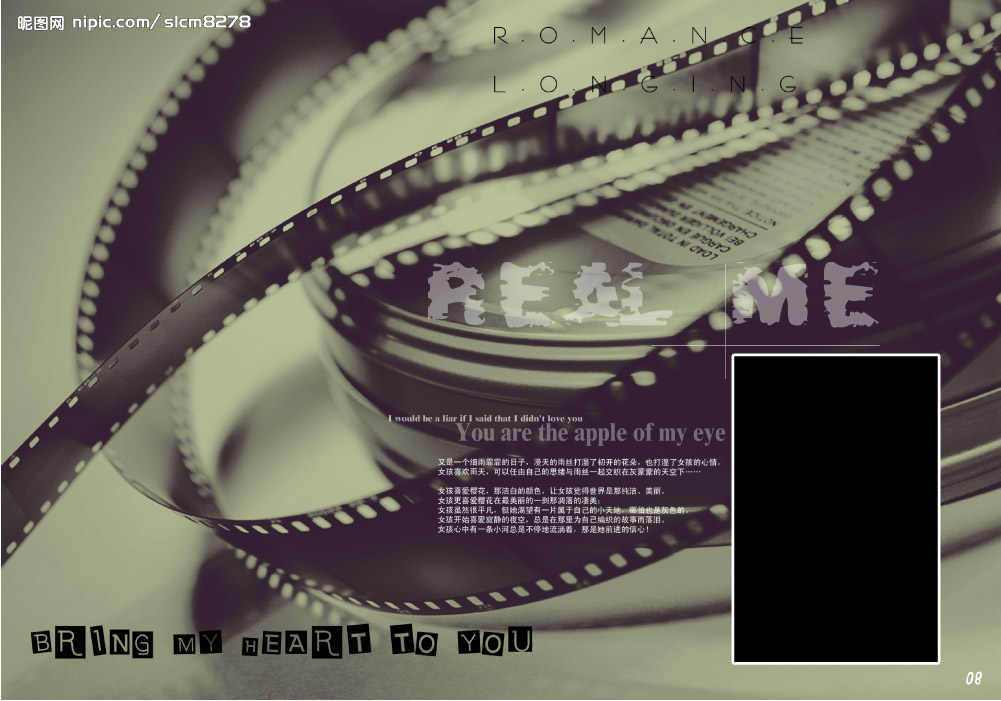 昵图网 nipic.com/ slcm8278
R.O.M.A.N.C.E
L.O.N.G.I.N.G
NOTICE
LOAD IN TOTAL DARK
REAL ME
I would be a liar if I said that I didn't love you
You are the apple of my eye
又是一个细雨霏霏的日子，漫天的雨丝打湿了初开的花朵，也打湿了女孩的心情。
女孩喜欢雨天，可以任由自己的思绪与雨丝一起交织在灰蒙蒙的天空下……
女孩喜爱樱花，那洁白的颜色，让女孩觉得世界是那纯洁、美丽。
女孩更喜爱樱花在最美丽的一刻那凋落的凄美。
女孩虽然很平凡，但她渴望有一片属于自己的小天地，哪怕也是灰色的。
女孩开始喜爱寂静的夜空，总是在那里为自己编织的故事而落泪。
女孩心中有一条小河总是不停地流淌着，那是她前进的信心！
BRING MY HEART TO YOU
08